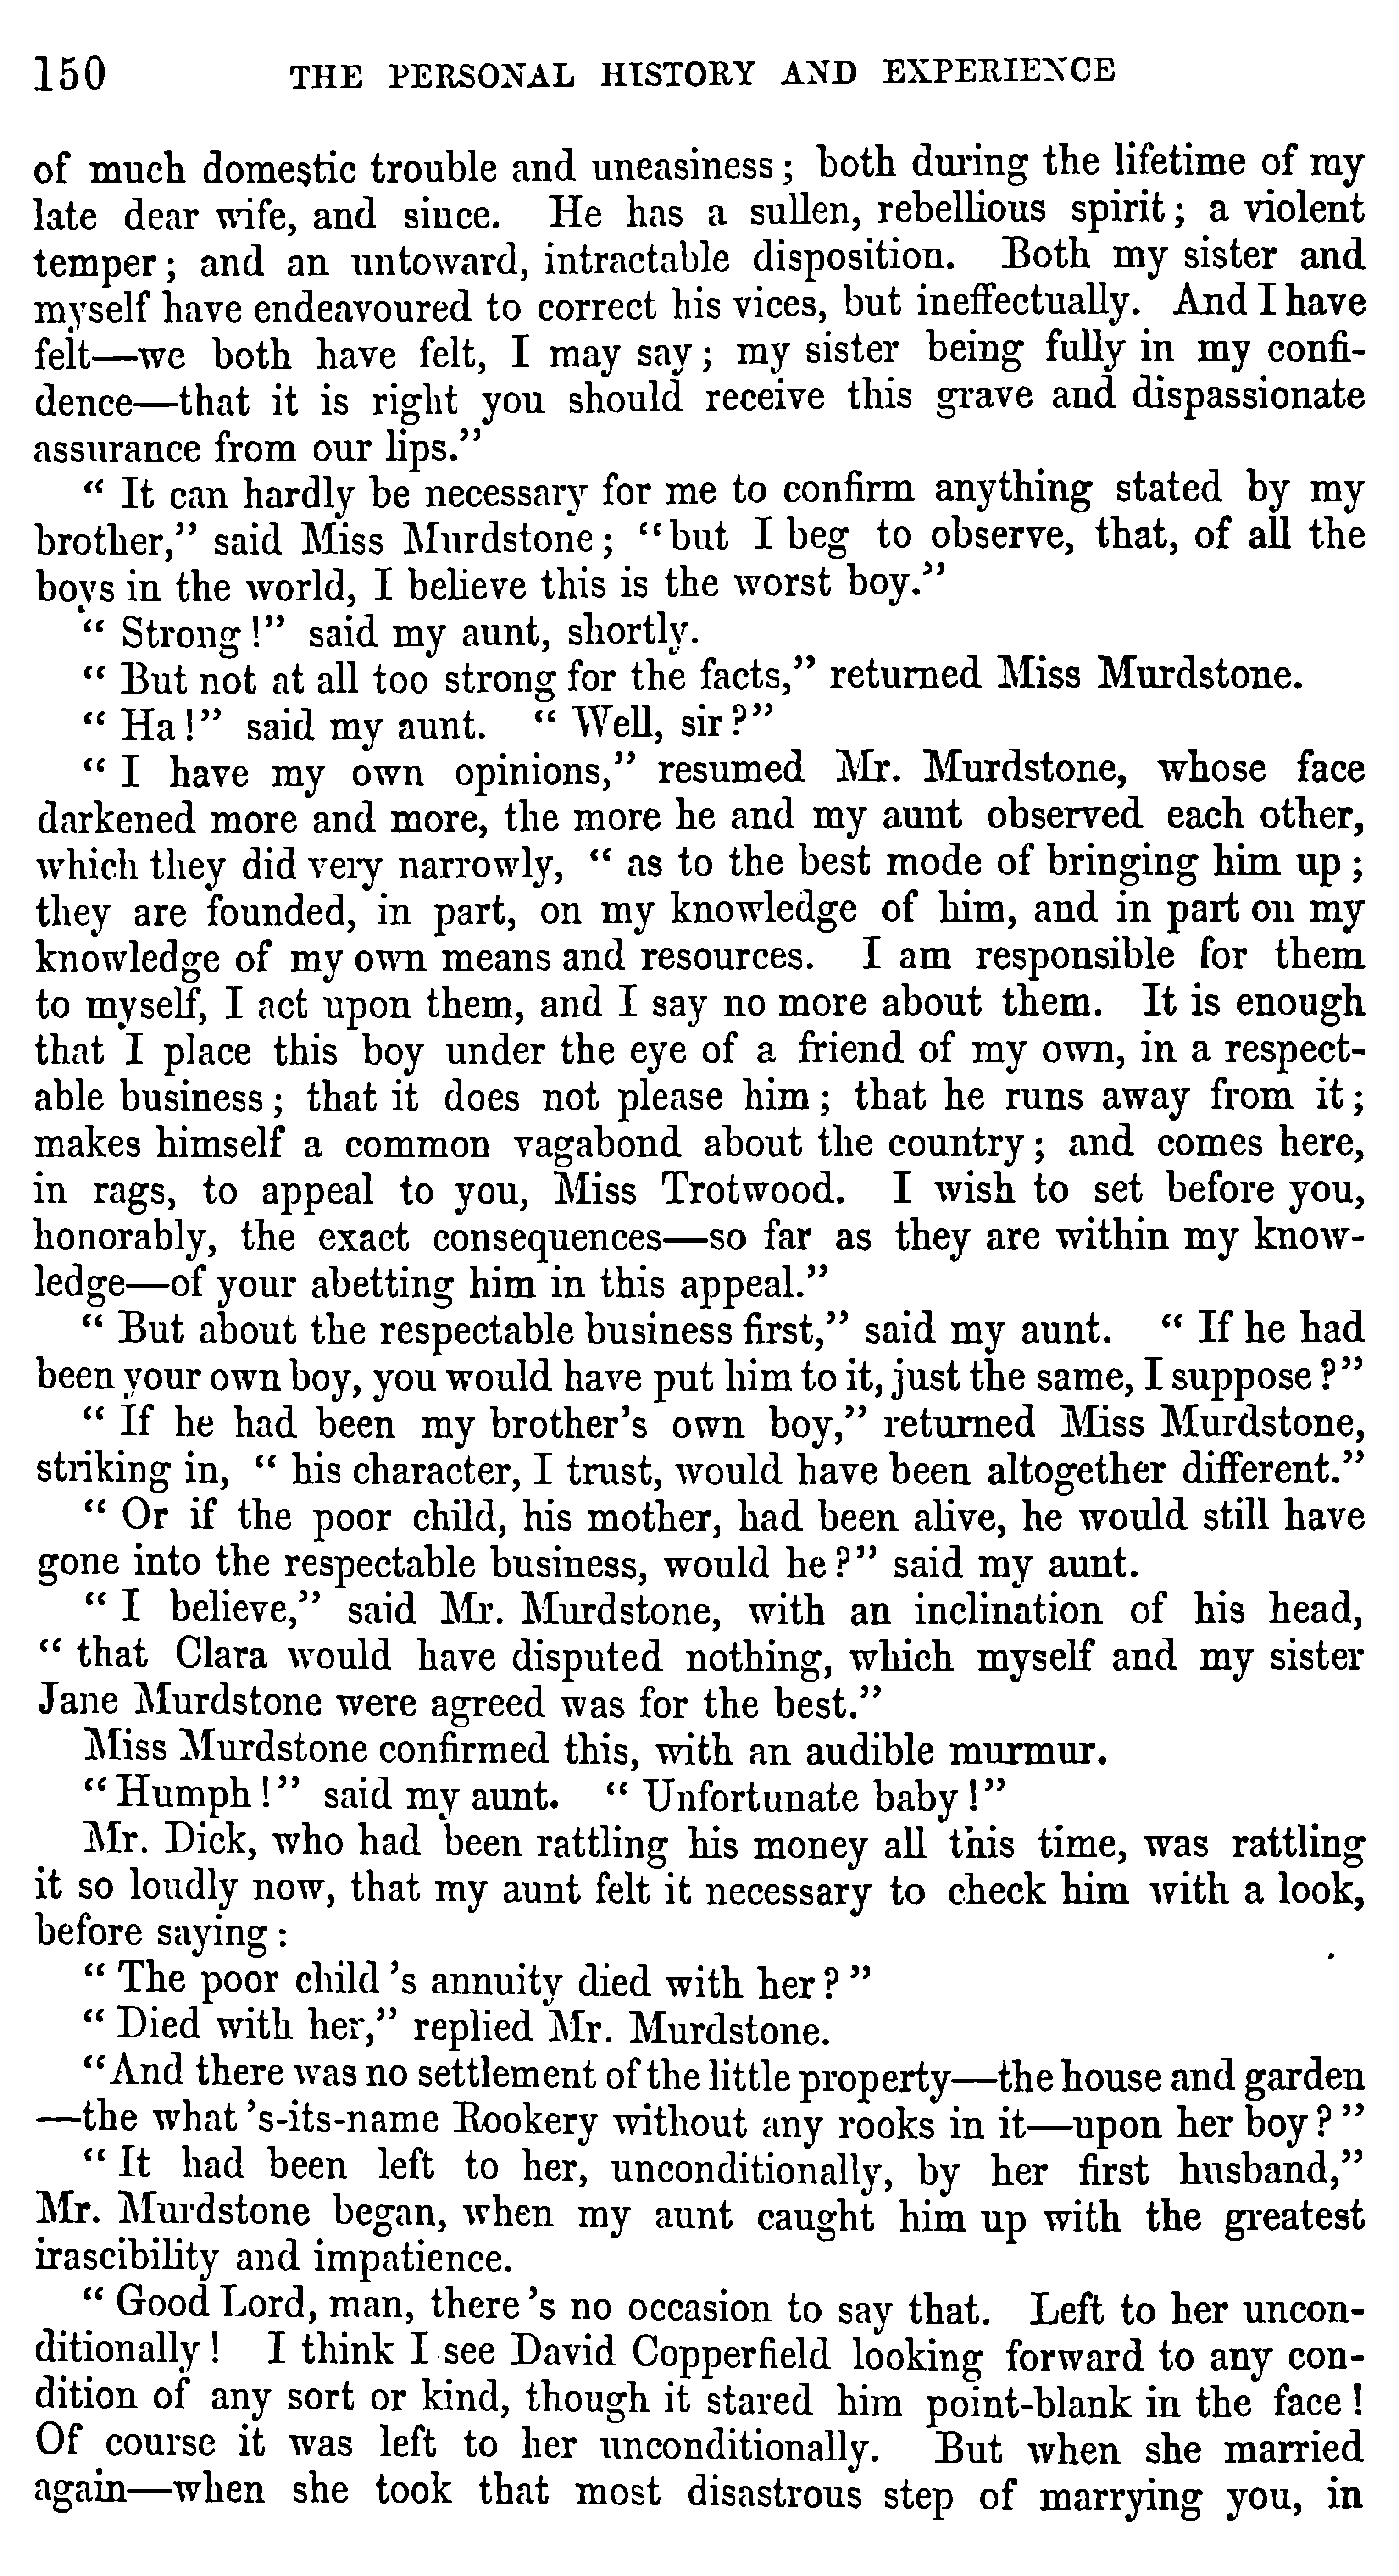 150 THE PERSONAL HISTORY AND EXPERIENCE
of much domestic trouble and uneasiness; both during the lifetime of my
late dear wife, and since. He has a sullen, rebellious spirit; a violent
temper; and an untoward, intractable disposition. Both my sister and
myself have endeavoured to correct his vices, but ineffectually. And I have
felt—we both have felt, I may say; my sister being fully in my confi-
dence—that it is right you should receive this grave and dispassionate
assurance from our lips.”
“ It can hardly be necessary for me to confirm anything stated by my
brother,” said Miss Murdstone; “but I beg to observe, that, of all the
boys in the world, I believe this is the worst boy.”
“ Strong!” said my aunt, shortly.
“ But not at all too strong for the facts,” returned Miss Murdstone.
“ Ha!” said my aunt. “ Well, sir?”
“ I have my own opinions,” resumed Mr. Murdstone, whose face
darkened more and more, the more he and my aunt observed each other,
which they did very narrowly, “ as to the best mode of bringing him up;
they are founded, in part, on my knowledge of him, and in part on my
knowledge of my own means and resources. I am responsible for them
to myself, I act upon them, and I say no more about them. It is enough
that I place this boy under the eye of a friend of my own, in a respect-
able business; that it does not please him; that he runs away from it;
makes himself a common vagabond about the country; and comes here,
in rags, to appeal to you, Miss Trotwood. I wish to set before you,
honorably, the exact consequences—so far as they are within my know-
ledge—of your abetting him in this appeal.”
“ But about the respectable business first,” said my aunt. “ If he had
been your own boy, you would have put him to it, just the same, I suppose?”
“ If he had been my brother’s own boy,” returned Miss Murdstone,
striking in, “ his character, I trust, would have been altogether different.”
“ Or if the poor child, his mother, had been alive, he would still have
gone into the respectable business, would he?” said my aunt.
“ I believe,” said Mr. Murdstone, with an inclination of his head,
“ that Clara would have disputed nothing, which myself and my sister
Jane Murdstone were agreed was for the best.”
Miss Murdstone confirmed this, with an audible murmur.
“Humph!” said my aunt. “ Unfortunate baby!”
Mr. Dick, who had been rattling his money all this time, was rattling
it so loudly now, that my aunt felt it necessary to check him with a look,
before saying:
“ The poor child ’s annuity died with her?”
“ Died with her,” replied Mr. Murdstone.
“And there was no settlement of the little property—the house and garden
—the what ’s-its-name Rookery without any rooks in it—upon her boy?”
“ It had been left to her, unconditionally, by her first husband,”
Mr. Murdstone began, when my aunt caught him up with the greatest
irascibility and impatience.
“ Good Lord, man, there ’s no occasion to say that. Left to her uncon-
ditionally! I think I see David Copperfield looking forward to any con-
dition of any sort or kind, though it stared him point-blank in the face!
Of course it was left to her unconditionally. But when she married
again—when she took that most disastrous step of marrying you, in